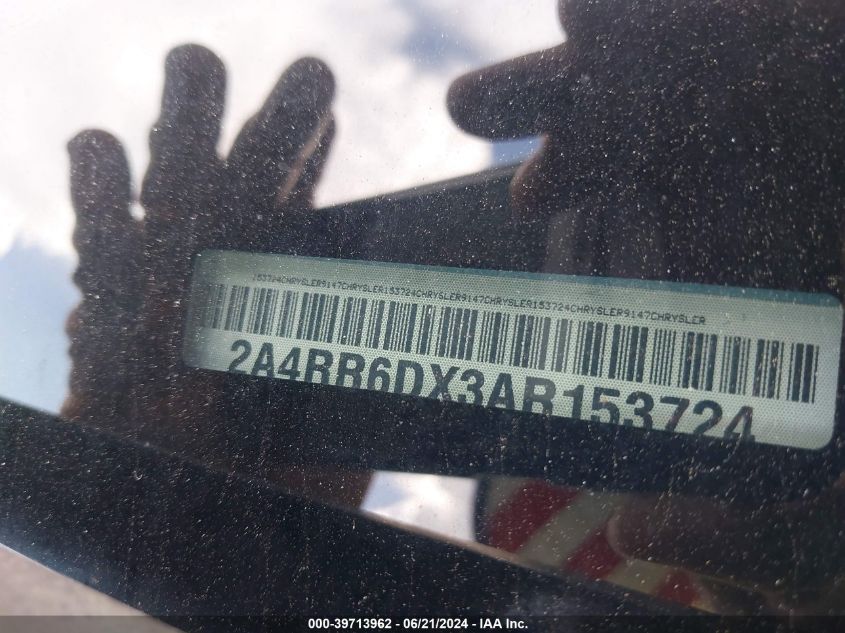 153724CHRYSLER9147CHRYSLER153724CHRYSLER9147CHRYSLER153724CHRYSLER9147CHRYSLER
2A4RR6DX3AR153724
000-39713962 - 06/21/2024 - IAA Inc.